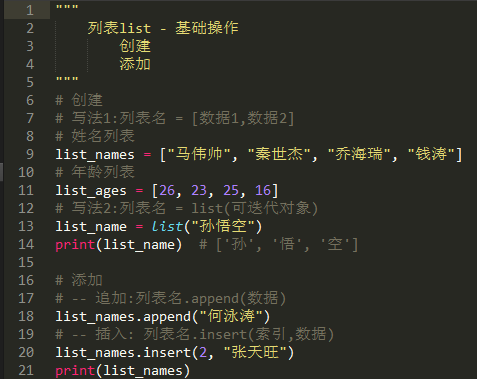 1 """
2     列表list - 基础操作
3         创建
4         添加
5 """
6 # 创建
7 # 写法1:列表名 = [数据1,数据2]
8 # 姓名列表
9 list_names = ["马伟帅", "秦世杰", "乔海瑞", "钱涛"]
10 # 年龄列表
11 list_ages = [26, 23, 25, 16]
12 # 写法2:列表名 = list(可迭代对象)
13 list_name = list("孙悟空")
14 print(list_name)  # ['孙', '悟', '空']
15
16 # 添加
17 # -- 追加:列表名.append(数据)
18 list_names.append("何泳涛")
19 # -- 插入: 列表名.insert(索引,数据)
20 list_names.insert(2, "张天旺")
21 print(list_names)